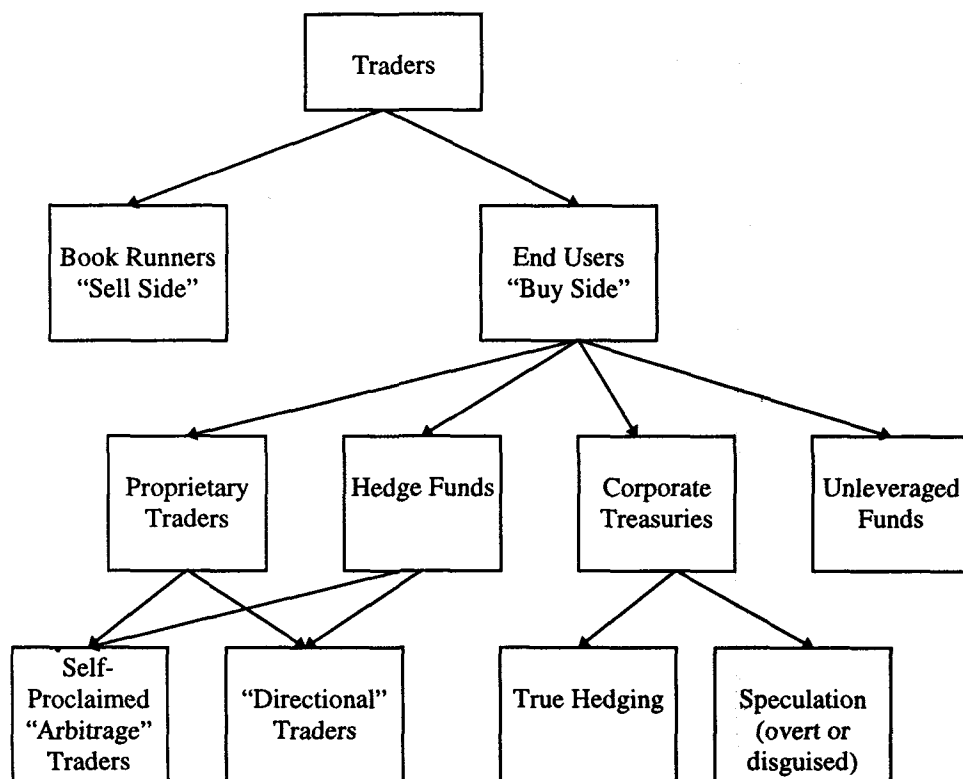 Traders
Book Runners
“Sell Side”
End Users
“Buy Side”
Proprietary
Traders
Hedge Funds
Corporate
Treasuries
Unleveraged
Funds
Self-
Proclaimed
“Arbitrage”
Traders
“Directional”
Traders
True Hedging
Speculation
(overt or
disguised)